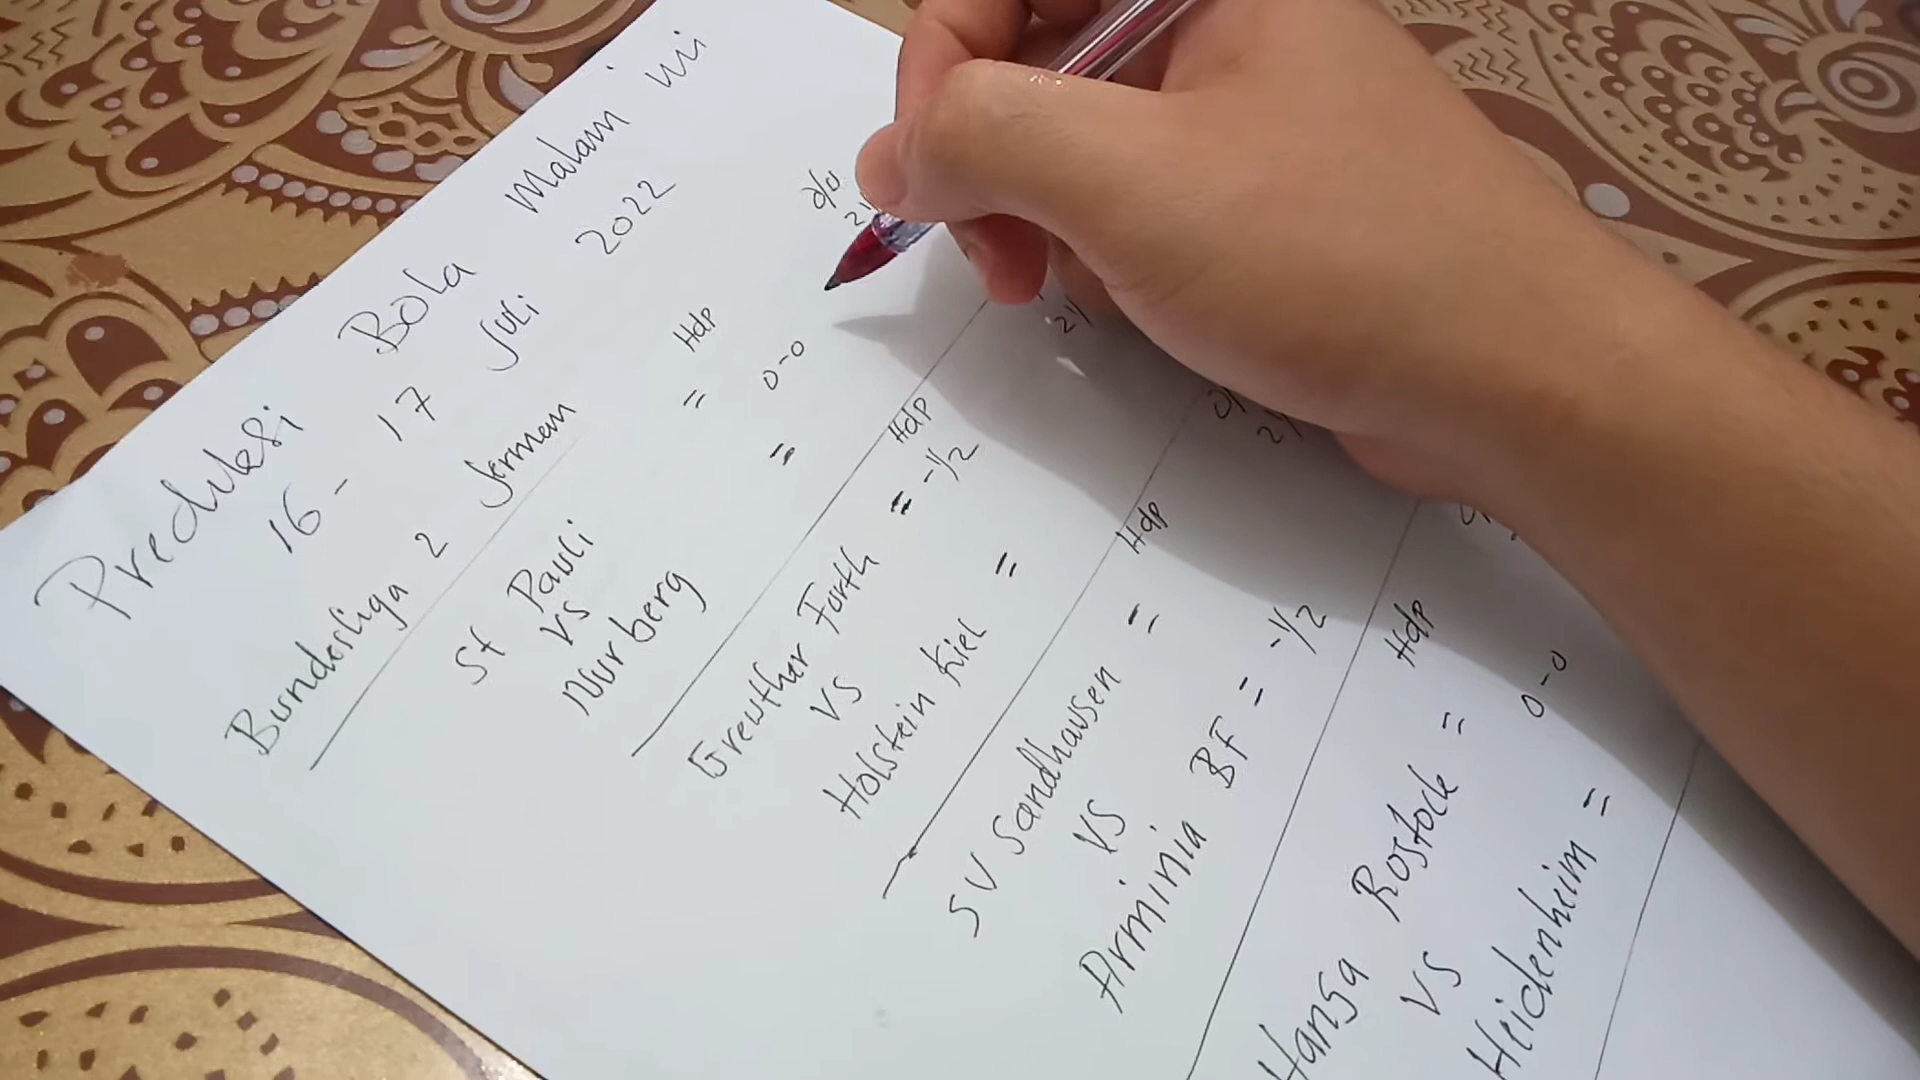 Prediksi Bola Malam ini
16 - 17 Juli 2022
Bundesliga 2 Jerman
Hdp o/u
St Pauli = 0-0
vs
Nurberg =
Hdp
Greuther Furth = -1/2
vs
Holstein Kiel =
Hdp
SV Sandhausen =
vs
Arminia BF = -1/2
Hdp
Hansa Rostock = 0-0
vs
Heidenheim =